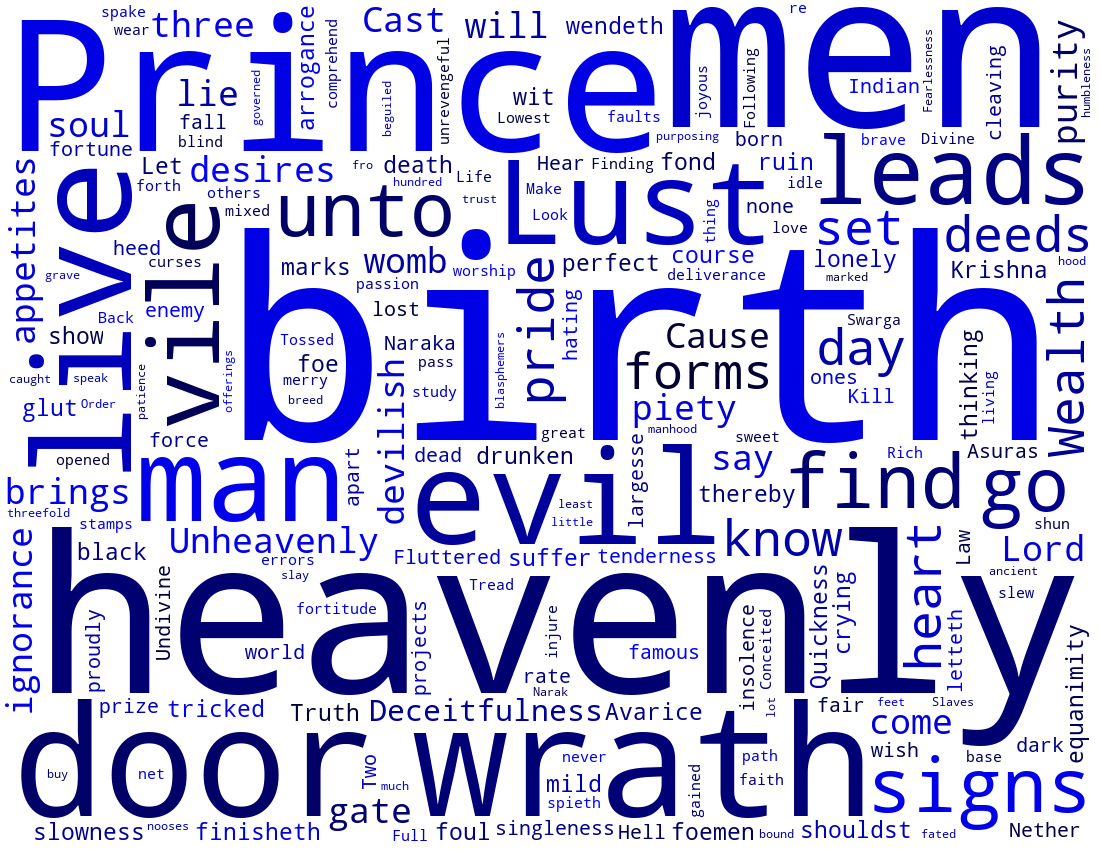 Prince
men
birth
heavenly
Lust
evil
live
vile
man
unto
leads
door
wrath
find
go
signs
spake
wear
three
Cast
will
wendeth
re
lie
fall
blind
governed
arrogance
comprehend
beguiled
unrevengeful
wit
Lowest
faults
purposing
joyous
Following
Indian
Fearlessness
cleaving
purity
humbleness
soul
fortune
appetites
Let
forth
desires
others
mixed
fro
death
hundred
Life
trust
Hear
Finding
fond
born
ruin
idle
brave
Divine
Make
Look
thing
none
love
set
deeds
hood
heed
curses
grave
enemy
Back
show
caught
speak
glut
Order
patience
offerings
marks
womb
passion
worship
pride
perfect
course
deliverance
lonely
marked
Krishna
Wealth
lost
Tossed
foe
merry
breed
Naraka
pass
study
blasphemers
hating
Cause
forms
day
Swarga
ones
Kill
thinking
living
piety
manhood
devilish
force
opened
brings
threefold
stamps
apart
dead
drunken
great
largesse
sweet
say
Rich
Asuras
thereby
least
little
know
shun
Lord
Law
ancient
slew
ignorance
black
Unheavenly
errors
slay
Fluttered
suffer
tenderness
Tread
fortitude
proudly
Undivine
world
projects
injure
famous
insolence
Conceited
Quickness
crying
heart
letteth
equanimity
rate
Narak
lot
prize
tricked
Truth
Deceitfulness
Avarice
fair
feet
Slaves
come
wish
base
dark
buy
net
Two
much
never
mild
spieth
gained
path
faith
gate
slowness
nooses
finisheth
Full
foul
singleness
Hell
foemen
bound
shouldst
fated
Nether